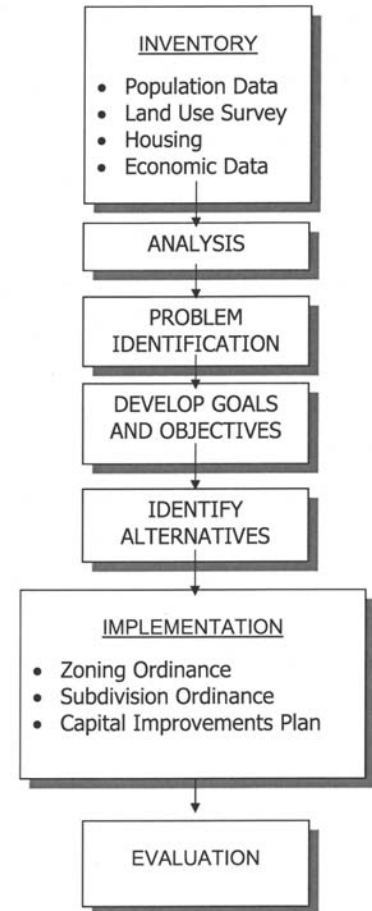 INVENTORY
• Population Data
• Land Use Survey
• Housing
• Economic Data
ANALYSIS
PROBLEM
IDENTIFICATION
DEVELOP GOALS
AND OBJECTIVES
IDENTIFY
ALTERNATIVES
IMPLEMENTATION
• Zoning Ordinance
• Subdivision Ordinance
• Capital Improvements Plan
EVALUATION